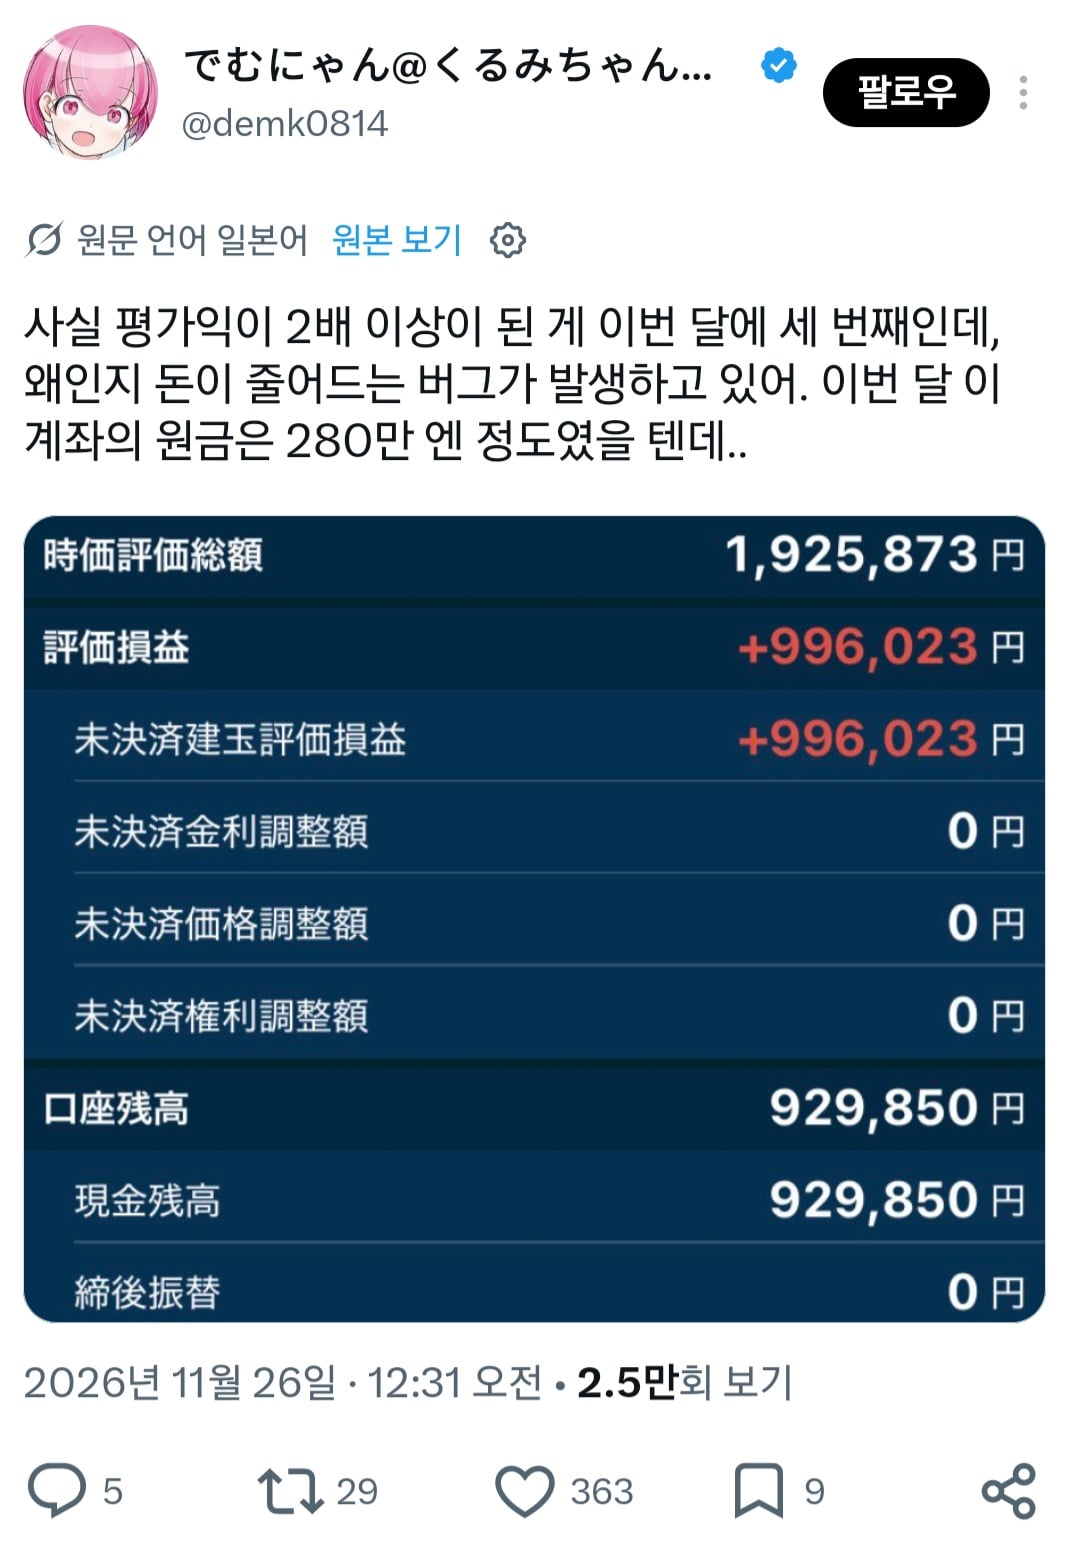 でむにゃん@くるみちゃん...
팔로우
@demk0814
원문 언어 일본어 원본 보기
사실 평가익이 2배 이상이 된 게 이번 달에 세 번째인데,
왜인지 돈이 줄어드는 버그가 발생하고 있어. 이번 달 이
계좌의 원금은 280만 엔 정도였을 텐데..
時価評価総額 1,925,873 円
評価損益 +996,023 円
未決済建玉評価損益 +996,023 円
未決済金利調整額 0 円
未決済価格調整額 0 円
未決済権利調整額 0 円
口座残高 929,850 円
現金残高 929,850 円
締後振替 0 円
2026년 11월 26일 · 12:31 오전 • 2.5만회 보기
5 29 363 9